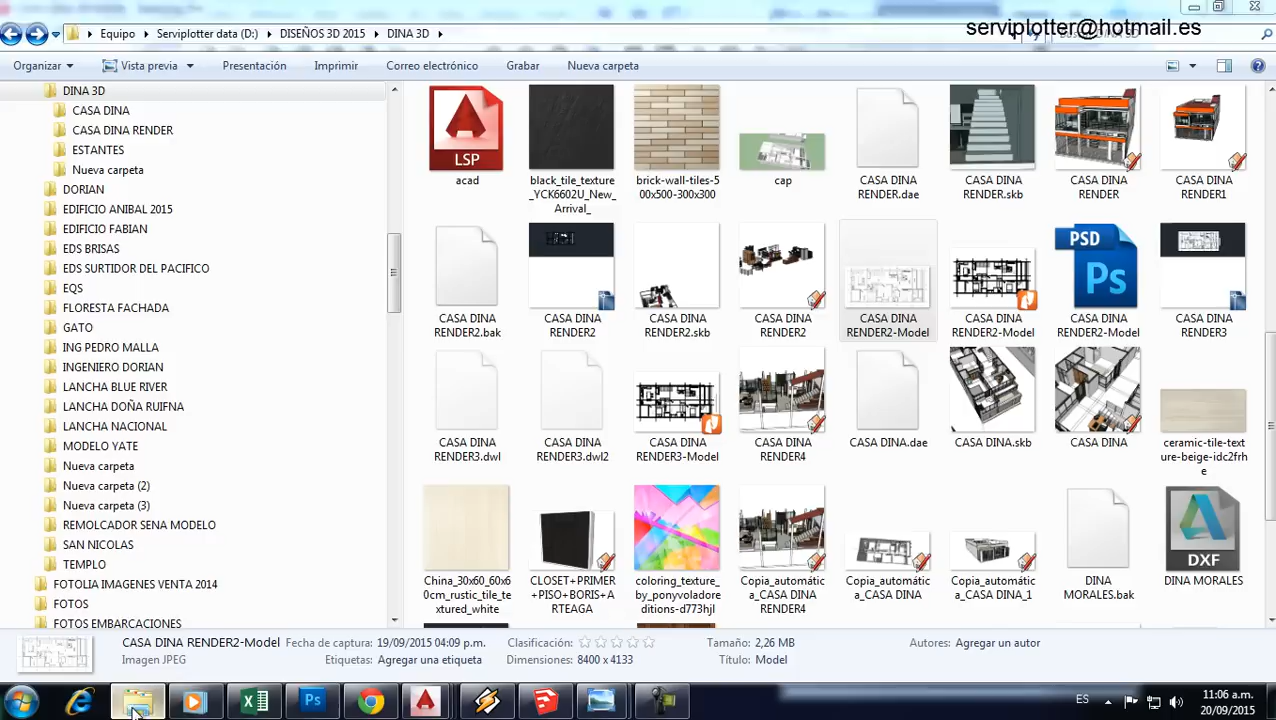 serviplotter@hotmail.es
Equipo
Serviplotter data (D:)
DISEÑOS 3D 2015
DINA 3D
Organizar
Vista previa
Presentación
Imprimir
Correo electrónico
Grabar
Nueva carpeta
DINA 3D
CASA DINA
CASA DINA RENDER
ESTANTES
Nueva carpeta
DORIAN
EDIFICIO ANIBAL 2015
EDIFICIO FABIAN
EDS BRISAS
EDS SURTIDOR DEL PACIFICO
EQS
FLORESTA FACHADA
GATO
ING PEDRO MALLA
INGENIERO DORIAN
LANCHA BLUE RIVER
LANCHA DOÑA RUIFNA
LANCHA NACIONAL
MODELO YATE
Nueva carpeta
Nueva carpeta (2)
Nueva carpeta (3)
REMOLCADOR SENA MODELO
SAN NICOLAS
TEMPLO
FOTOLIA IMAGENES VENTA 2014
FOTOS
FOTOS EMBARCACIONES
LSP
acad
black_tile_texture
_YCK6602U_New_
Arrival_
brick-wall-tiles-5
00x500-300x300
cap
CASA DINA
RENDER.dae
CASA DINA
RENDER.skb
CASA DINA
RENDER
CASA DINA
RENDER1
CASA DINA
RENDER2.bak
CASA DINA
RENDER2
CASA DINA
RENDER2.skb
CASA DINA
RENDER2
CASA DINA
RENDER2-Model
CASA DINA
RENDER2-Model
PSD
Ps
CASA DINA
RENDER2-Model
CASA DINA
RENDER3
CASA DINA
RENDER3.dwl
CASA DINA
RENDER3.dwl2
CASA DINA
RENDER3-Model
CASA DINA
RENDER4
CASA DINA.dae
CASA DINA.skb
CASA DINA
ceramic-tile-text
ure-beige-idc2frh
e
China_30x60_60x6
0cm_rustic_tile_te
xtured_white
CLOSET+PRIMER
+PISO+BORIS+A
RTEAGA
coloring_texture_
by_ponyvoladore
ditions-d773hjl
Copia_automátic
a_CASA DINA
RENDER4
Copia_automátic
a_CASA DINA
Copia_automátic
a_CASA DINA_1
DINA
MORALES.bak
DXF
DINA MORALES
CASA DINA RENDER2-Model
Imagen JPEG
Fecha de captura: 19/09/2015 04:09 p.m.
Etiquetas: Agregar una etiqueta
Clasificación:
Dimensiones: 8400 x 4133
Tamaño: 2,26 MB
Título: Model
Autores: Agregar un autor
Ps
ES
11:06 a.m.
20/09/2015